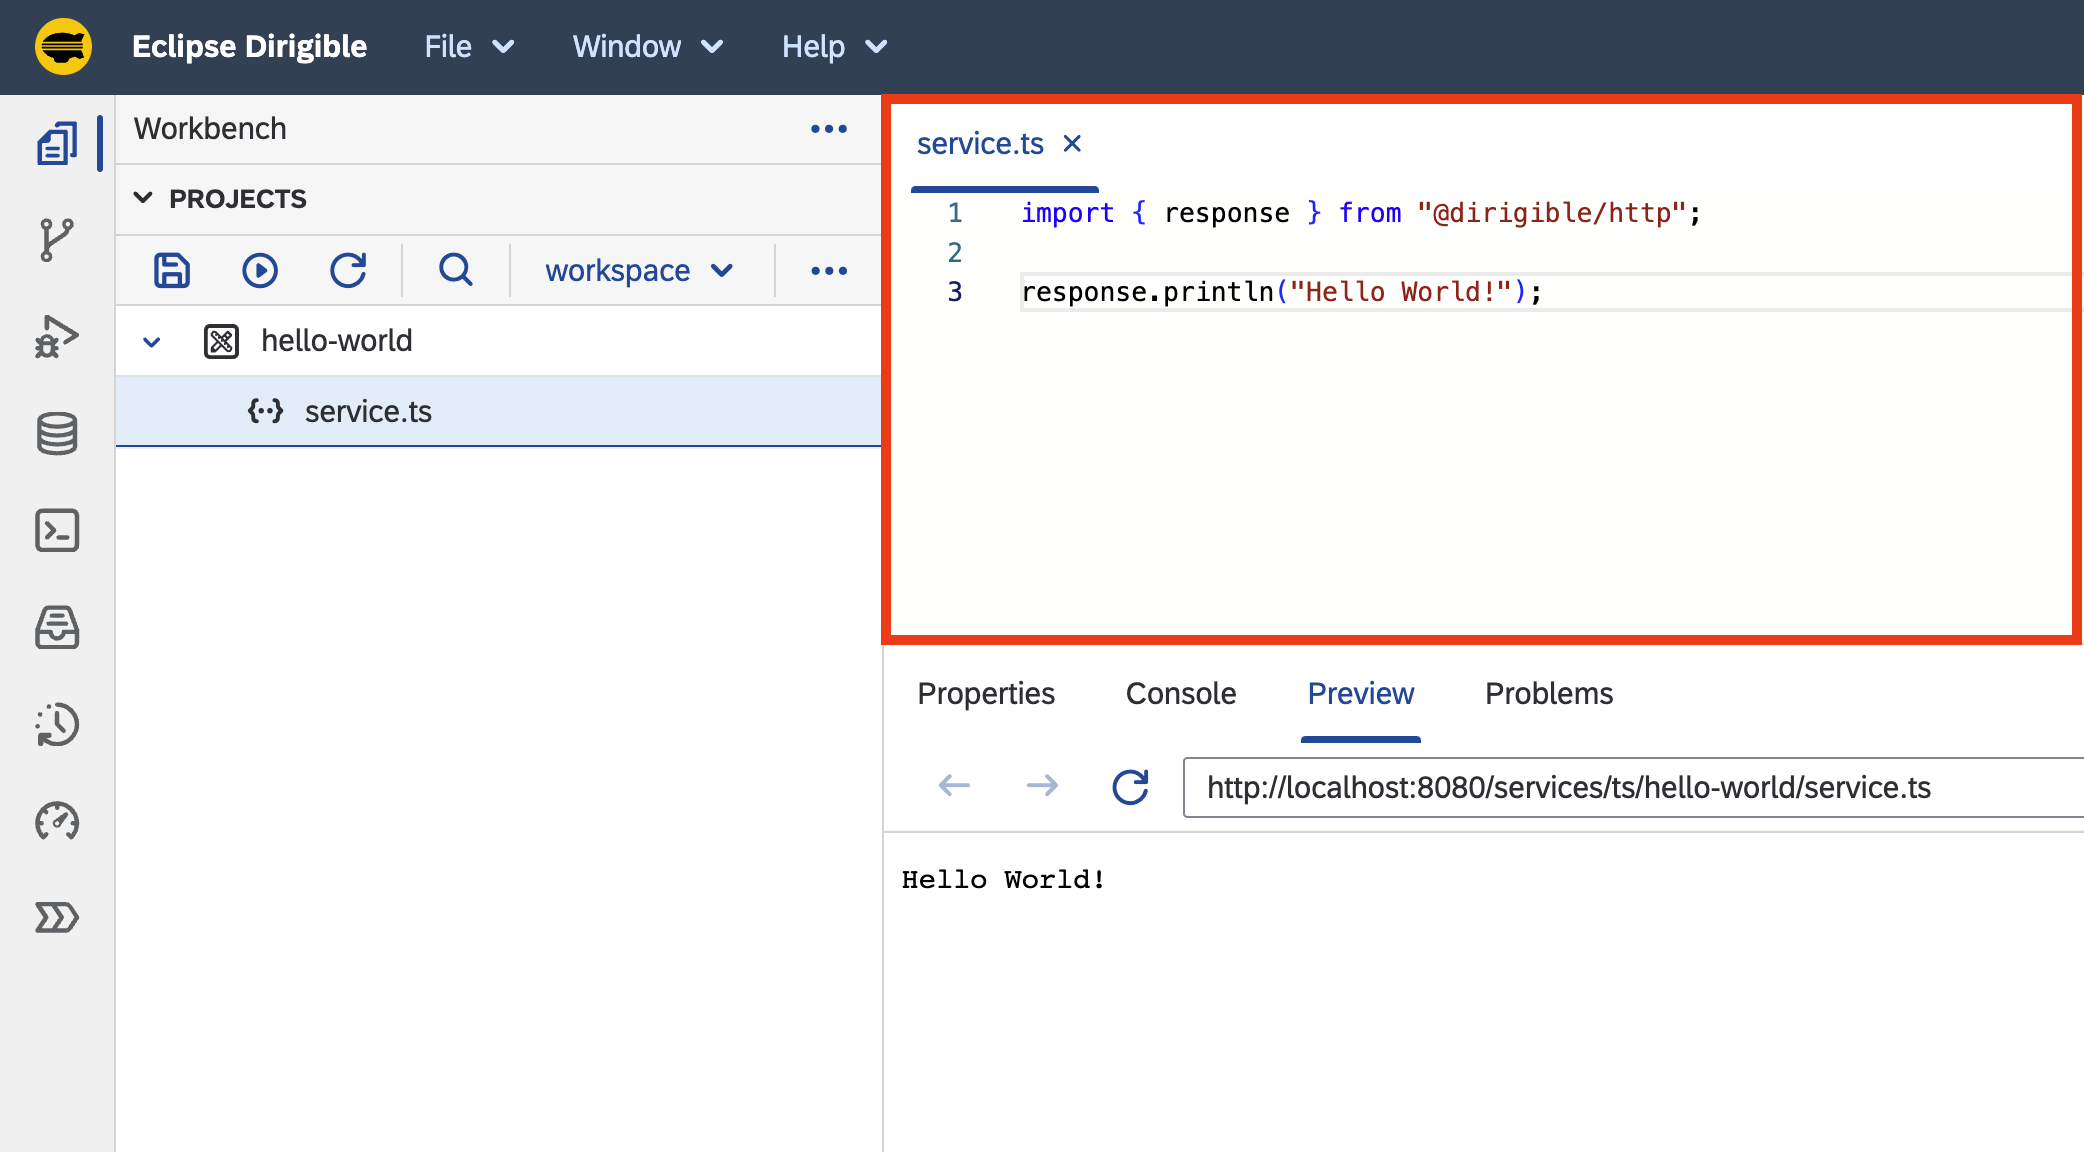 Eclipse Dirigible File Window Help
Workbench
PROJECTS
workspace
hello-world
service.ts
service.ts
1 import { response } from "@dirigible/http";
2
3 response.println("Hello World!");
Properties Console Preview Problems
http://localhost:8080/services/ts/hello-world/service.ts
Hello World!